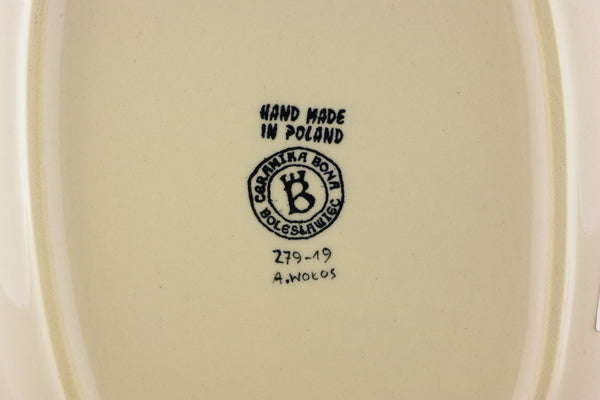 HAND MADE
IN POLAND
CERAMIKA BONA
B
BOLESŁAWIEC
279-19
A.WOŁOS